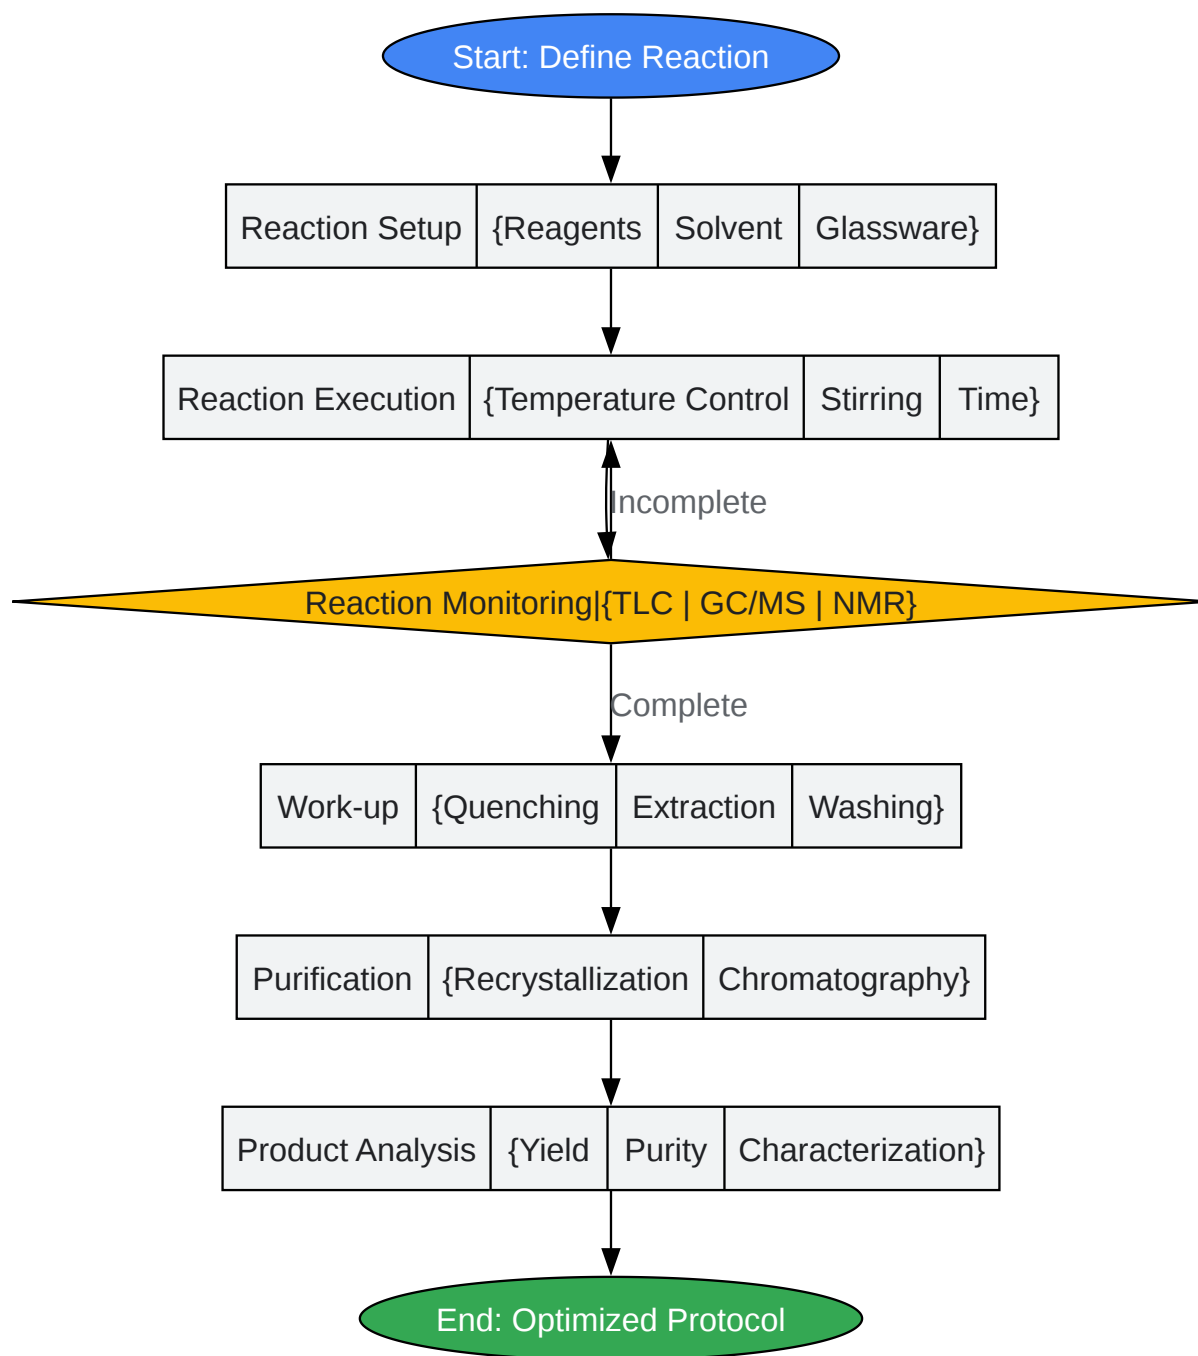 Start: Define Reaction
Reaction Setup {Reagents Solvent Glassware}
Reaction Execution {Temperature Control Stirring Time}
Incomplete
Reaction Monitoring|{TLC | GC/MS | NMR}
Complete
Work-up {Quenching Extraction Washing}
Purification {Recrystallization Chromatography}
Product Analysis {Yield Purity Characterization}
End: Optimized Protocol